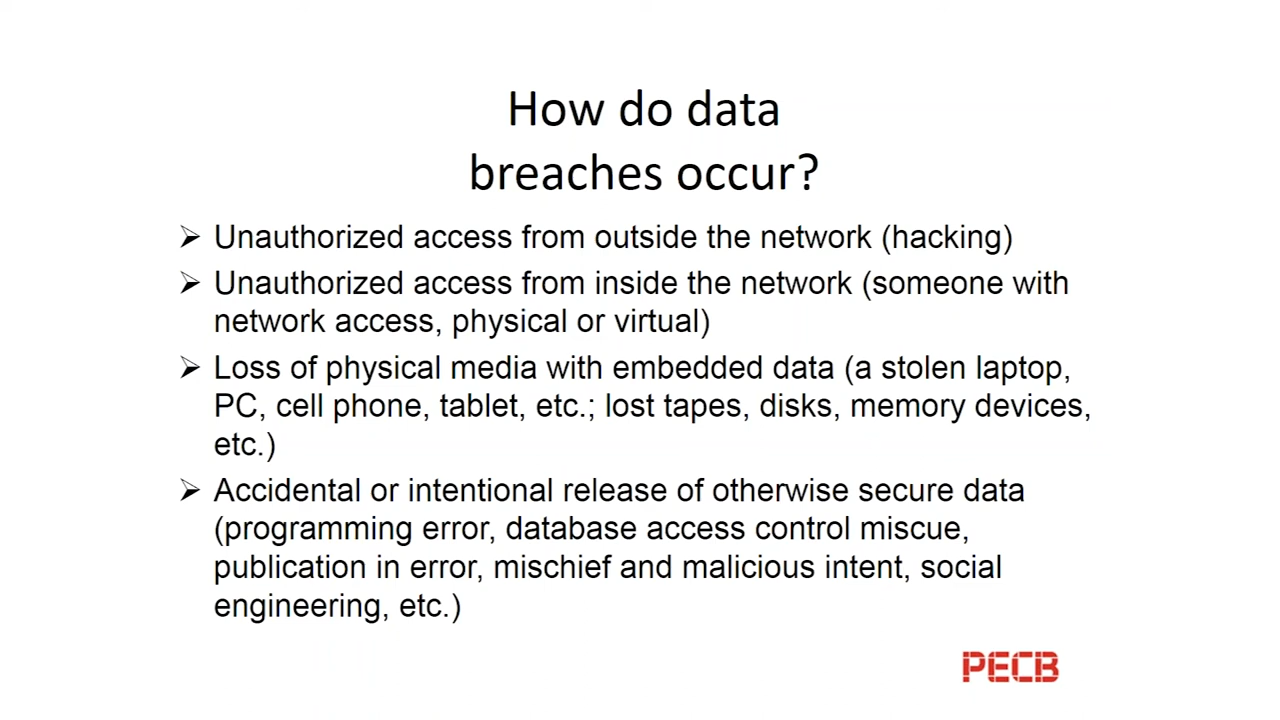 How do data
breaches occur?
➢ Unauthorized access from outside the network (hacking)
➢ Unauthorized access from inside the network (someone with
network access, physical or virtual)
➢ Loss of physical media with embedded data (a stolen laptop,
PC, cell phone, tablet, etc.; lost tapes, disks, memory devices,
etc.)
➢ Accidental or intentional release of otherwise secure data
(programming error, database access control miscue,
publication in error, mischief and malicious intent, social
engineering, etc.)
PECB